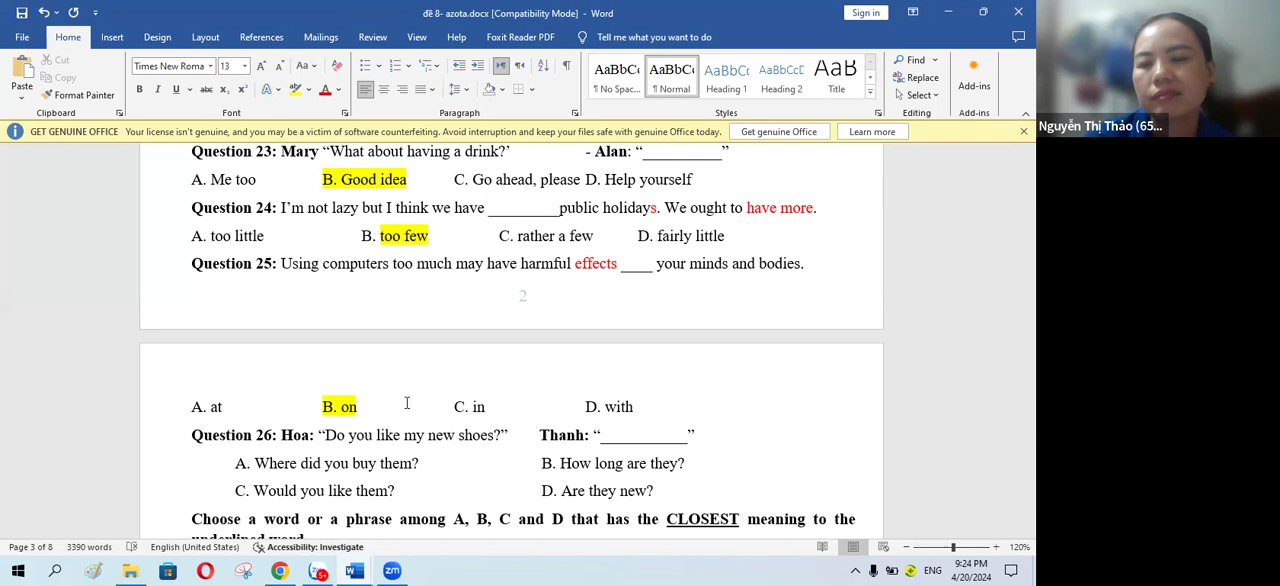 đề 8- azota.docx [Compatibility Mode] - Word
Sign in
File Home Insert Design Layout References Mailings Review View Help Foxit Reader PDF Tell me what you want to do
Paste
Cut
Copy
Format Painter
Clipboard
Times New Roma 13
Font
Paragraph
AaBbC AaBbC AaBbC AaBbCcD AaB
¶ No Spac... ¶ Normal Heading 1 Heading 2 Title
Styles
Find
Replace
Select
Editing
Add-ins
Add-ins
GET GENUINE OFFICE Your license isn't genuine, and you may be a victim of software counterfeiting. Avoid interruption and keep your files safe with genuine Office today. Get genuine Office Learn more
Nguyễn Thị Thảo (65...
Question 23: Mary “What about having a drink?’ - Alan: “__________”
A. Me too B. Good idea C. Go ahead, please D. Help yourself
Question 24: I’m not lazy but I think we have _________public holidays. We ought to have more.
A. too little B. too few C. rather a few D. fairly little
Question 25: Using computers too much may have harmful effects ____ your minds and bodies.
2
A. at B. on C. in D. with
Question 26: Hoa: “Do you like my new shoes?” Thanh: “___________”
A. Where did you buy them? B. How long are they?
C. Would you like them? D. Are they new?
Choose a word or a phrase among A, B, C and D that has the CLOSEST meaning to the
underlined word
Page 3 of 8 3390 words English (United States) Accessibility: Investigate 120%
ENG 9:24 PM
4/20/2024